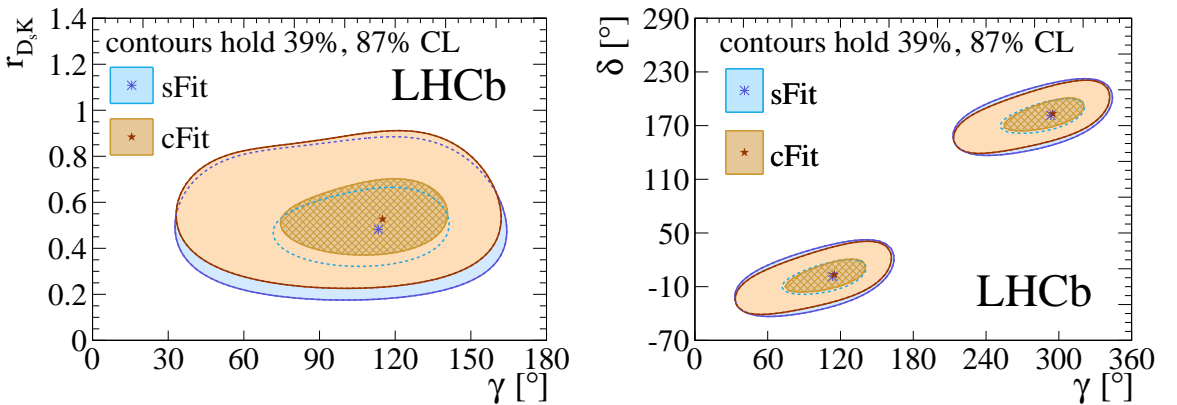 1.4
1.2
1
0.8
0.6
0.4
0.2
0
r_{D_sK}
contours hold 39%, 87% CL
LHCb
sFit
cFit
0 30 60 90 120 150 180
γ [°]
290
230
170
110
50
-10
-70
δ [°]
contours hold 39%, 87% CL
sFit
cFit
LHCb
0 60 120 180 240 300 360
γ [°]